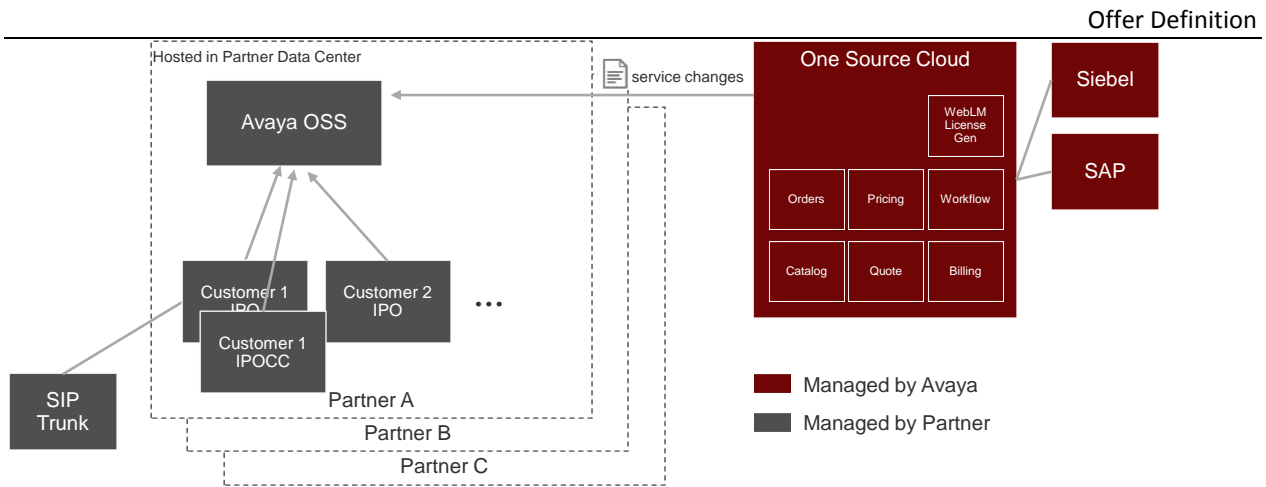 Offer Definition
Hosted in Partner Data Center
Avaya OSS
service changes
One Source Cloud
WebLM
License
Gen
Orders
Pricing
Workflow
Catalog
Quote
Billing
Siebel
SAP
Customer 1
IPO
Customer 1
IPOCC
Customer 2
IPO
...
SIP
Trunk
Partner A
Partner B
Partner C
Managed by Avaya
Managed by Partner